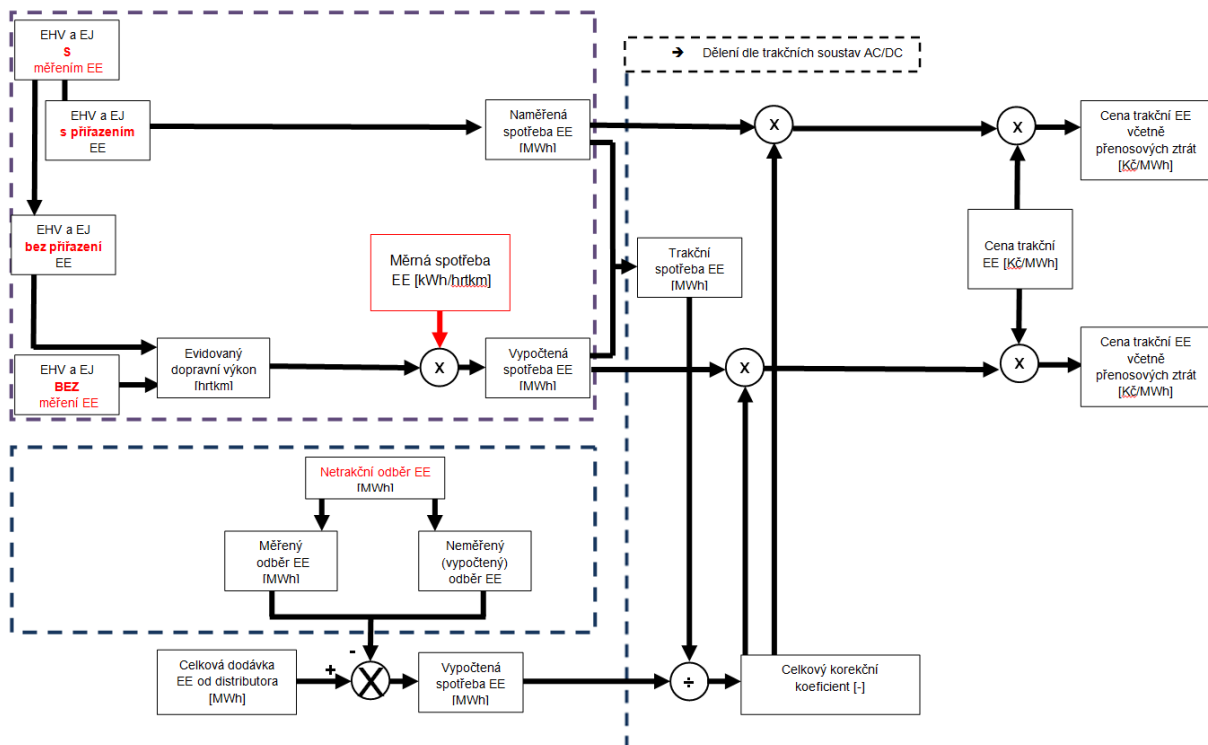 EHV a EJ
S
měřením EE
➔ Dělení dle trakčních soustav AC/DC
EHV a EJ
s přiřazením
EE
Naměřená
spotřeba EE
[MWh]
X
X
Cena trakční EE
včetně
přenosových ztrát
[Kč/MWh]
EHV a EJ
bez přiřazení
EE
Měrná spotřeba
EE [kWh/hrtkm]
Trakční
spotřeba EE
[MWh]
Cena trakční
EE [Kč/MWh]
EHV a EJ
BEZ
měření EE
Evidovaný
dopravní výkon
[hrtkm]
X
Vypočtená
spotřeba EE
[MWh]
X
X
Cena trakční EE
včetně
přenosových ztrát
[Kč/MWh]
Netrakční odběr EE
[MWh]
Měřený
odběr EE
[MWh]
Neměřený
(vypočtený)
odběr EE
Celková dodávka
EE od distributora
[MWh]
+
-
X
Vypočtená
spotřeba EE
[MWh]
÷
Celkový korekční
koeficient [-]